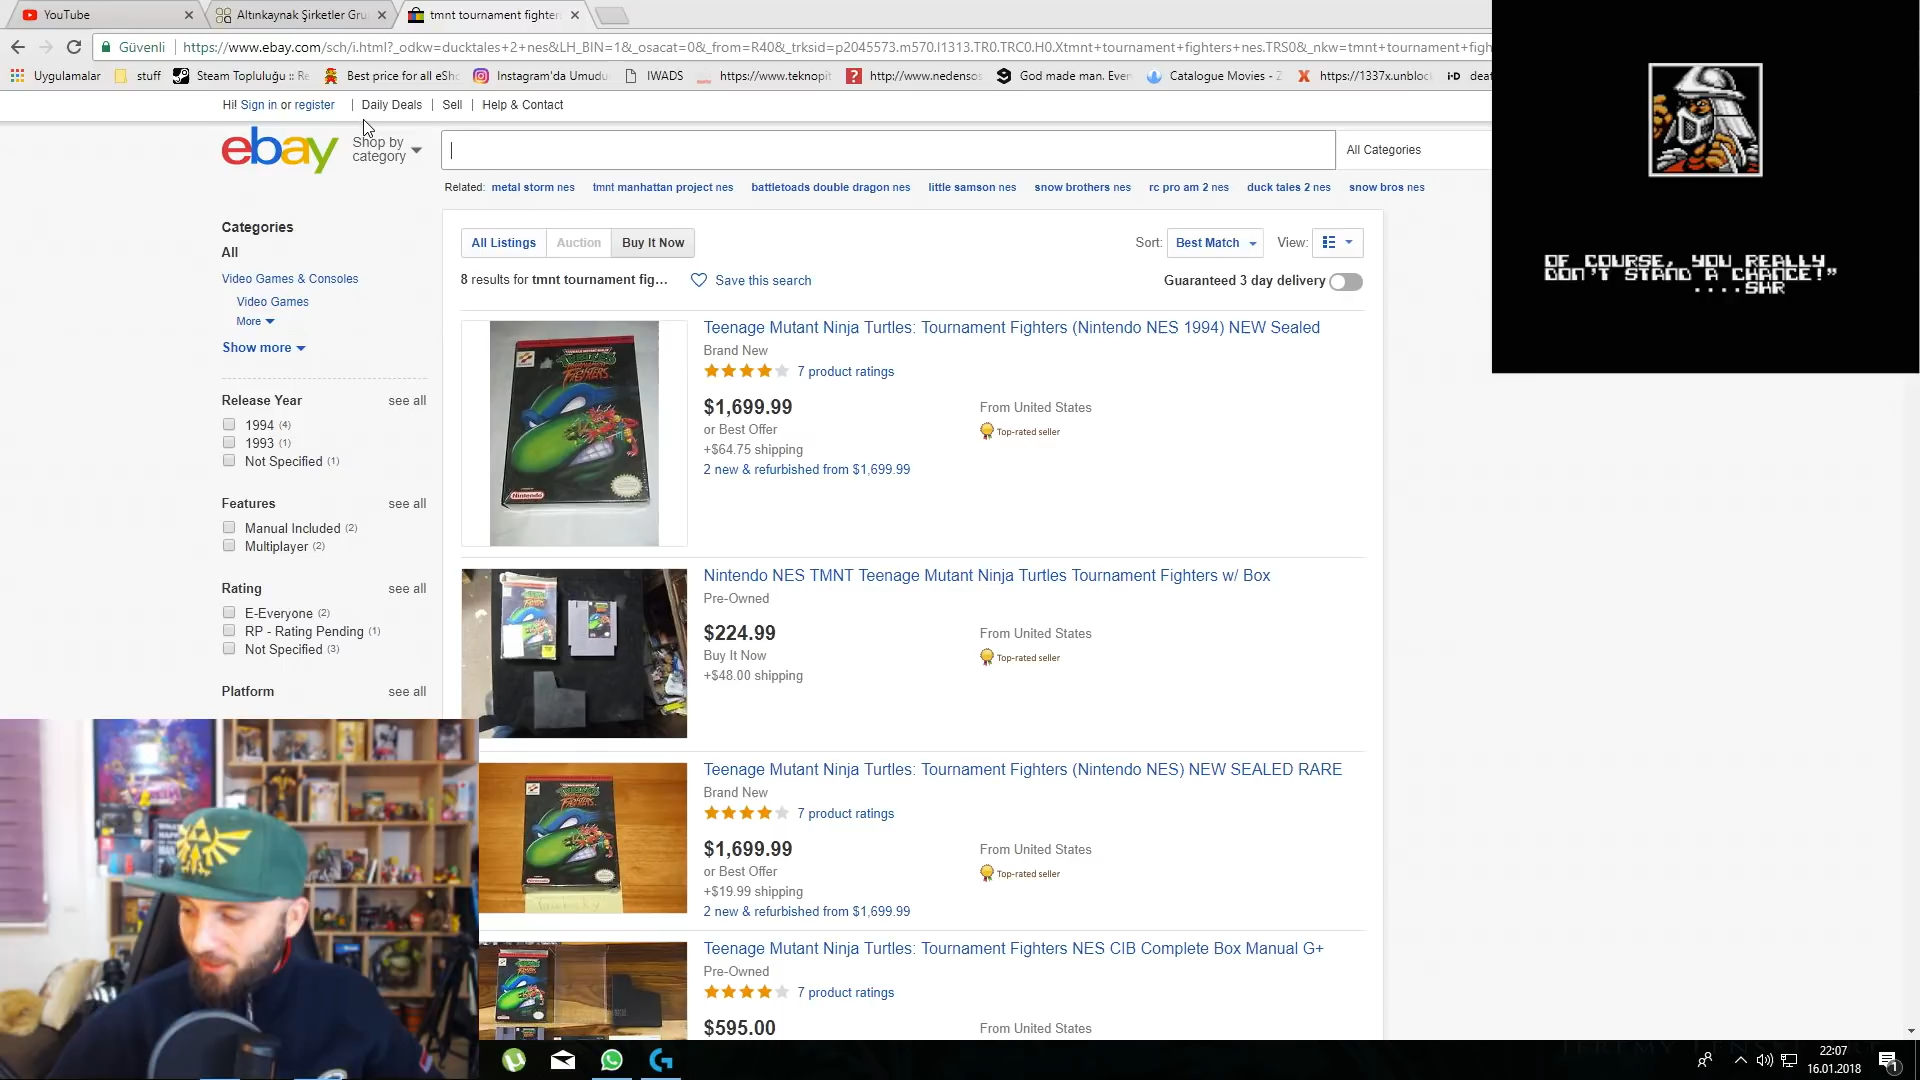 YouTube
Altınkaynak Şirketler Gru
tmnt tournament fighter
Güvenli
https://www.ebay.com/sch/i.html?_odkw=ducktales+2+nes&LH_BIN=1&_osacat=0&_from=R40&_trksid=p2045573.m570.l1313.TR0.TRC0.H0.Xtmnt+tournament+fighters+nes.TRS0&_nkw=tmnt+tournament+figh
Uygulamalar
stuff
Steam Topluluğu :: Re
Best price for all eSho
Instagram'da Umudu
IWADS
https://www.teknopit
http://www.nedensos
God made man. Even
Catalogue Movies - Z
https://1337x.unbloc
i-D
deat
Hi! Sign in or register
Daily Deals
Sell
Help & Contact
ebay
Shop by
category
All Categories
Related: metal storm nes tmnt manhattan project nes battletoads double dragon nes little samson nes snow brothers nes rc pro am 2 nes duck tales 2 nes snow bros nes
OF COURSE, YOU REALLY
DON'T STAND A CHANCE!"
....SHR
Categories
All
Video Games & Consoles
Video Games
More
Show more
All Listings
Auction
Buy It Now
Sort: Best Match
View:
8 results for tmnt tournament fig...
Save this search
Guaranteed 3 day delivery
Release Year see all
1994 (4)
1993 (1)
Not Specified (1)
Features see all
Manual Included (2)
Multiplayer (2)
Rating see all
E-Everyone (2)
RP - Rating Pending (1)
Not Specified (3)
Platform see all
Teenage Mutant Ninja Turtles: Tournament Fighters (Nintendo NES 1994) NEW Sealed
Brand New
7 product ratings
$1,699.99
From United States
or Best Offer
Top-rated seller
+$64.75 shipping
2 new & refurbished from $1,699.99
Nintendo NES TMNT Teenage Mutant Ninja Turtles Tournament Fighters w/ Box
Pre-Owned
$224.99
From United States
Buy It Now
Top-rated seller
+$48.00 shipping
Teenage Mutant Ninja Turtles: Tournament Fighters (Nintendo NES) NEW SEALED RARE
Brand New
7 product ratings
$1,699.99
From United States
or Best Offer
Top-rated seller
+$19.99 shipping
2 new & refurbished from $1,699.99
Teenage Mutant Ninja Turtles: Tournament Fighters NES CIB Complete Box Manual G+
Pre-Owned
7 product ratings
$595.00
From United States
22:07
16.01.2018
1